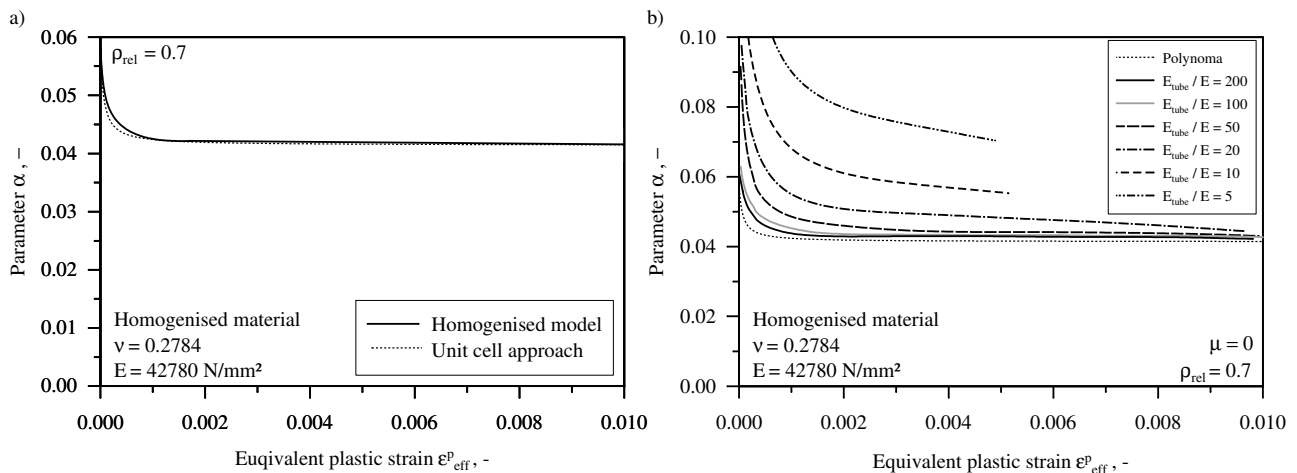 a)
0.06
0.05
0.04
0.03
0.02
0.01
0.00
Parameter α, –
ρrel = 0.7
Homogenised material
ν = 0.2784
E = 42780 N/mm²
Homogenised model
Unit cell approach
0.000 0.002 0.004 0.006 0.008 0.010
Euqivalent plastic strain εᵖeff, -
b)
0.10
0.08
0.06
0.04
0.02
0.00
Parameter α, –
Polynoma
Etube / E = 200
Etube / E = 100
Etube / E = 50
Etube / E = 20
Etube / E = 10
Etube / E = 5
Homogenised material
ν = 0.2784
E = 42780 N/mm²
μ = 0
ρrel = 0.7
0.000 0.002 0.004 0.006 0.008 0.010
Equivalent plastic strain εᵖeff, -